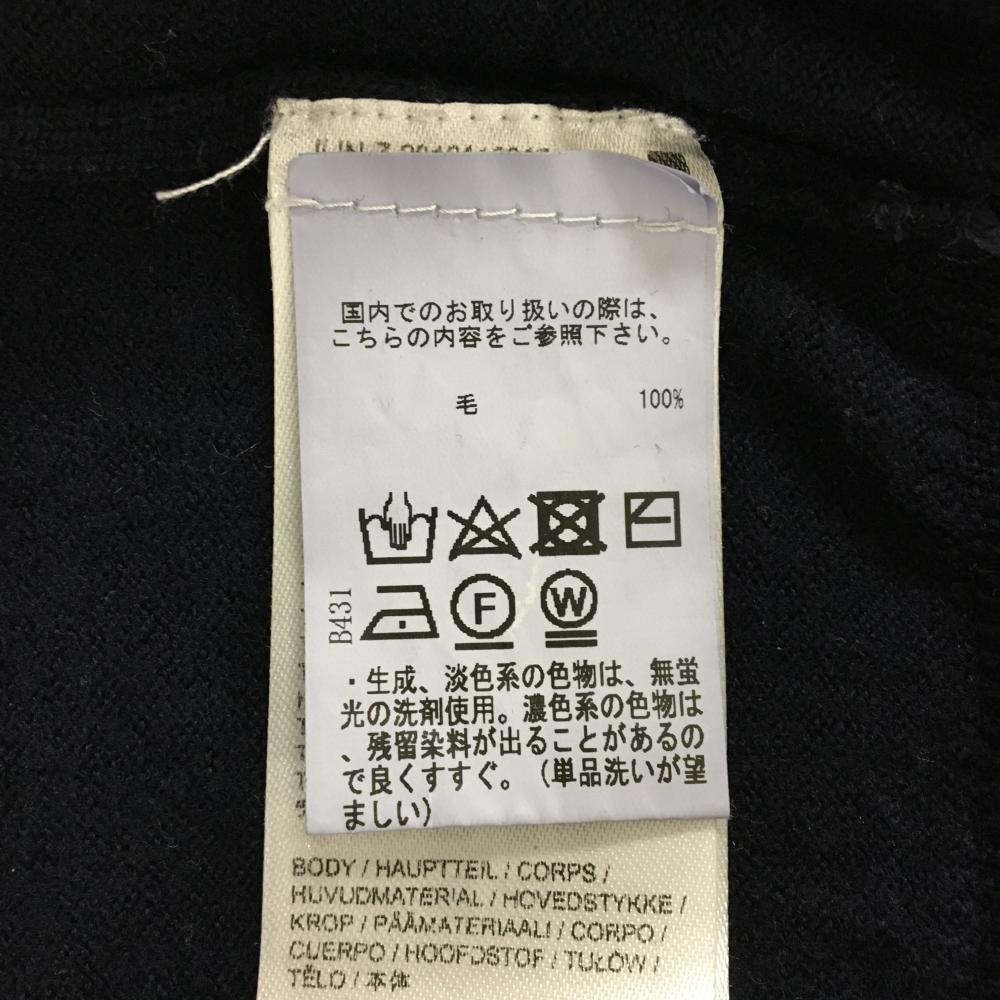 国内でのお取り扱いの際は、
こちらの内容をご参照下さい。
毛 100%
F W
B431
・生成、淡色系の色物は、無蛍
光の洗剤使用。濃色系の色物は
、残留染料が出ることがあるの
で良くすすぐ。（単品洗いが望
ましい）
BODY / HAUPTTEIL / CORPS /
HUVUDMATERIAL / HOVEDSTYKKE /
KROP / PÄÄMATERIAALI / CORPO /
CUERPO / HOOFDSTOF / TUŁÓW /
TĚLO / 本体